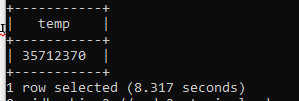 +------------+
|    temp    |
+------------+
| 35712370 |
+------------+
1 row selected (8.317 seconds)